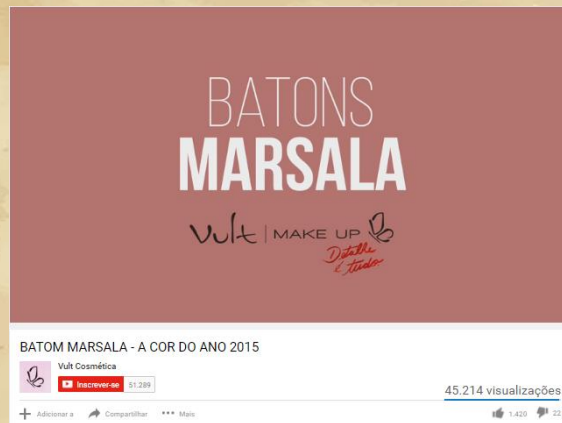 BATONS
MARSALA
Vult | MAKE UP
Detalhe
é tudo
BATOM MARSALA - A COR DO ANO 2015
Vult Cosmética
Inscrever-se 51.289
45.214 visualizações
Adicionar a Compartilhar Mais
1.420 22